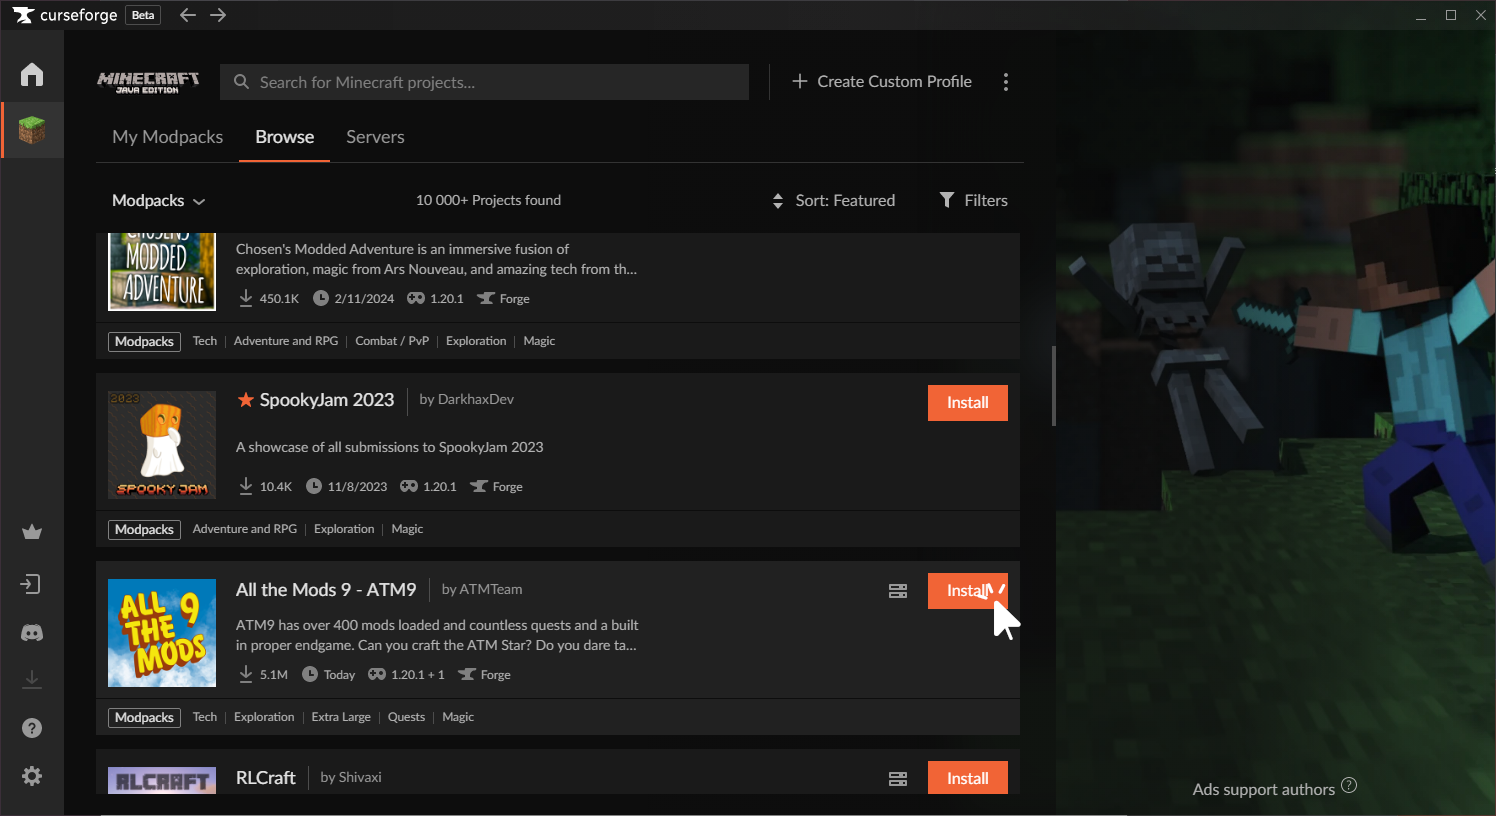 curseforge Beta
MINECRAFT
JAVA EDITION
Search for Minecraft projects...
Create Custom Profile
My Modpacks
Browse
Servers
Modpacks
10 000+ Projects found
Sort: Featured
Filters
CHOSEN'S
MODDED
ADVENTURE
Chosen's Modded Adventure is an immersive fusion of
exploration, magic from Ars Nouveau, and amazing tech from th...
450.1K 2/11/2024 1.20.1 Forge
Modpacks Tech | Adventure and RPG | Combat / PvP | Exploration | Magic
2023
SPOOKY JAM
SpookyJam 2023 | by DarkhaxDev
Install
A showcase of all submissions to SpookyJam 2023
10.4K 11/8/2023 1.20.1 Forge
Modpacks Adventure and RPG | Exploration | Magic
ALL 9
THE
MODS
All the Mods 9 - ATM9 | by ATMTeam
Install
ATM9 has over 400 mods loaded and countless quests and a built
in proper endgame. Can you craft the ATM Star? Do you dare ta...
5.1M Today 1.20.1 + 1 Forge
Modpacks Tech | Exploration | Extra Large | Quests | Magic
RLCRAFT
RLCraft | by Shivaxi
Install
Ads support authors ?